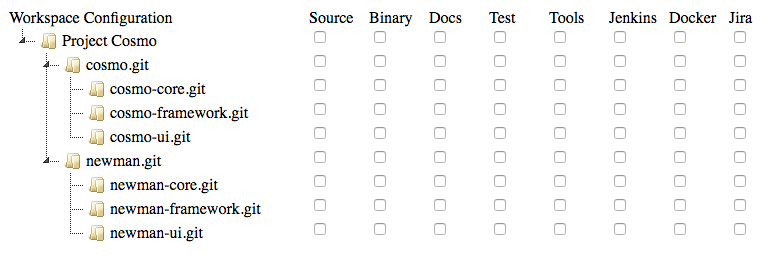 Workspace Configuration Source Binary Docs Test Tools Jenkins Docker Jira
Project Cosmo
cosmo.git
cosmo-core.git
cosmo-framework.git
cosmo-ui.git
newman.git
newman-core.git
newman-framework.git
newman-ui.git